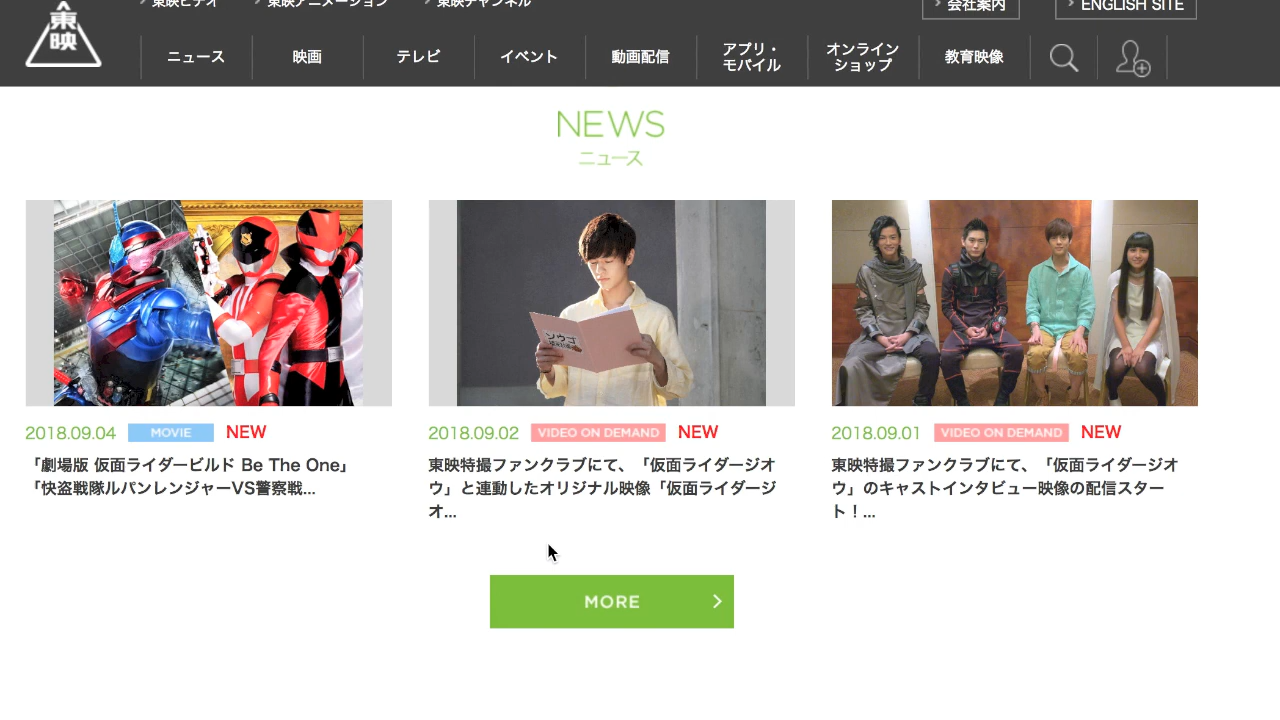 東映ビデオ
東映アニメーション
東映チャンネル
会社案内
ENGLISH SITE
東映
ニュース
映画
テレビ
イベント
動画配信
アプリ・
モバイル
オンライン
ショップ
教育映像
NEWS
ニュース
2018.09.04 MOVIE NEW
「劇場版 仮面ライダービルド Be The One」
「快盗戦隊ルパンレンジャーVS警察戦...
ソウゴ
2018.09.02 VIDEO ON DEMAND NEW
東映特撮ファンクラブにて、「仮面ライダージオ
ウ」と連動したオリジナル映像「仮面ライダージ
オ...
2018.09.01 VIDEO ON DEMAND NEW
東映特撮ファンクラブにて、「仮面ライダージオ
ウ」のキャストインタビュー映像の配信スター
ト！...
MORE